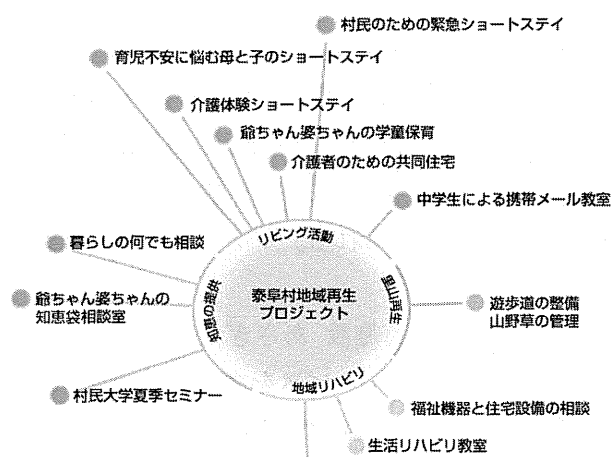 村民のための緊急ショートステイ
育児不安に悩む母と子のショートステイ
介護体験ショートステイ
爺ちゃん婆ちゃんの学童保育
介護者のための共同住宅
中学生による携帯メール教室
リビング活動
暮らしの何でも相談
爺ちゃん婆ちゃんの
知恵袋相談室
知恵の提供
泰阜村地域再生
プロジェクト
里山再生
遊歩道の整備
山野草の管理
地域リハビリ
村民大学夏季セミナー
福祉機器と住宅設備の相談
生活リハビリ教室